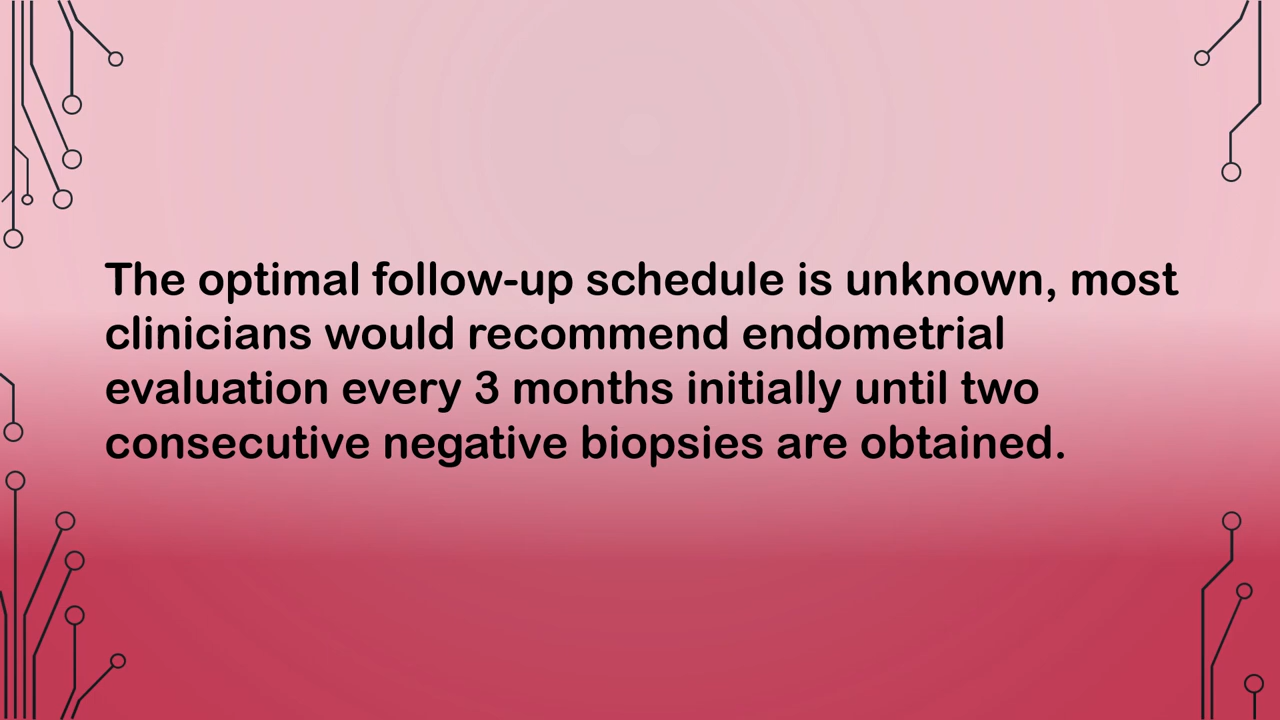 The optimal follow-up schedule is unknown, most
clinicians would recommend endometrial
evaluation every 3 months initially until two
consecutive negative biopsies are obtained.